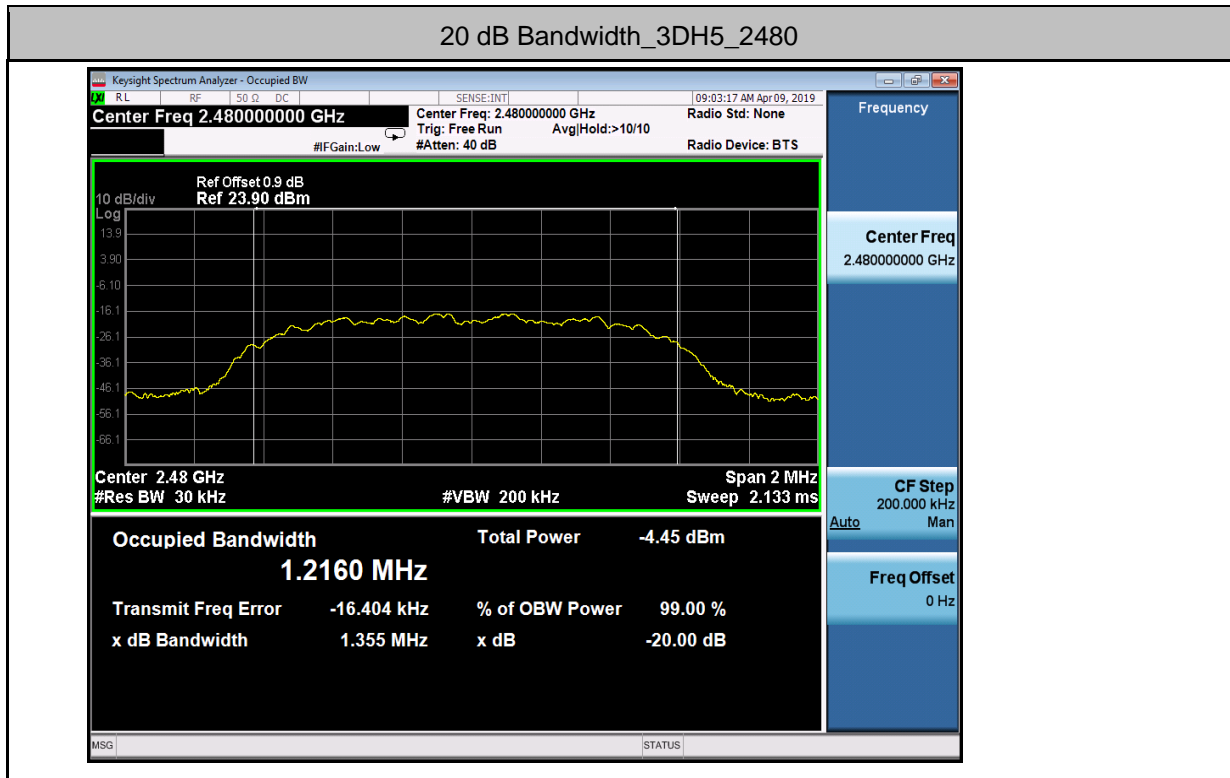 20 dB Bandwidth_3DH5_2480
Keysight Spectrum Analyzer - Occupied BW
LXI RL RF 50 Ω DC SENSE:INT 09:03:17 AM Apr 09, 2019
Center Freq 2.480000000 GHz
Center Freq: 2.480000000 GHz Radio Std: None
Trig: Free Run Avg|Hold:>10/10
#IFGain:Low #Atten: 40 dB Radio Device: BTS
Ref Offset 0.9 dB
10 dB/div Ref 23.90 dBm
Log
13.9
3.90
-6.10
-16.1
-26.1
-36.1
-46.1
-56.1
-66.1
Center 2.48 GHz Span 2 MHz
#Res BW 30 kHz #VBW 200 kHz Sweep 2.133 ms
Occupied Bandwidth Total Power -4.45 dBm
1.2160 MHz
Transmit Freq Error -16.404 kHz % of OBW Power 99.00 %
x dB Bandwidth 1.355 MHz x dB -20.00 dB
Frequency
Center Freq
2.480000000 GHz
CF Step
200.000 kHz
Auto Man
Freq Offset
0 Hz
MSG STATUS